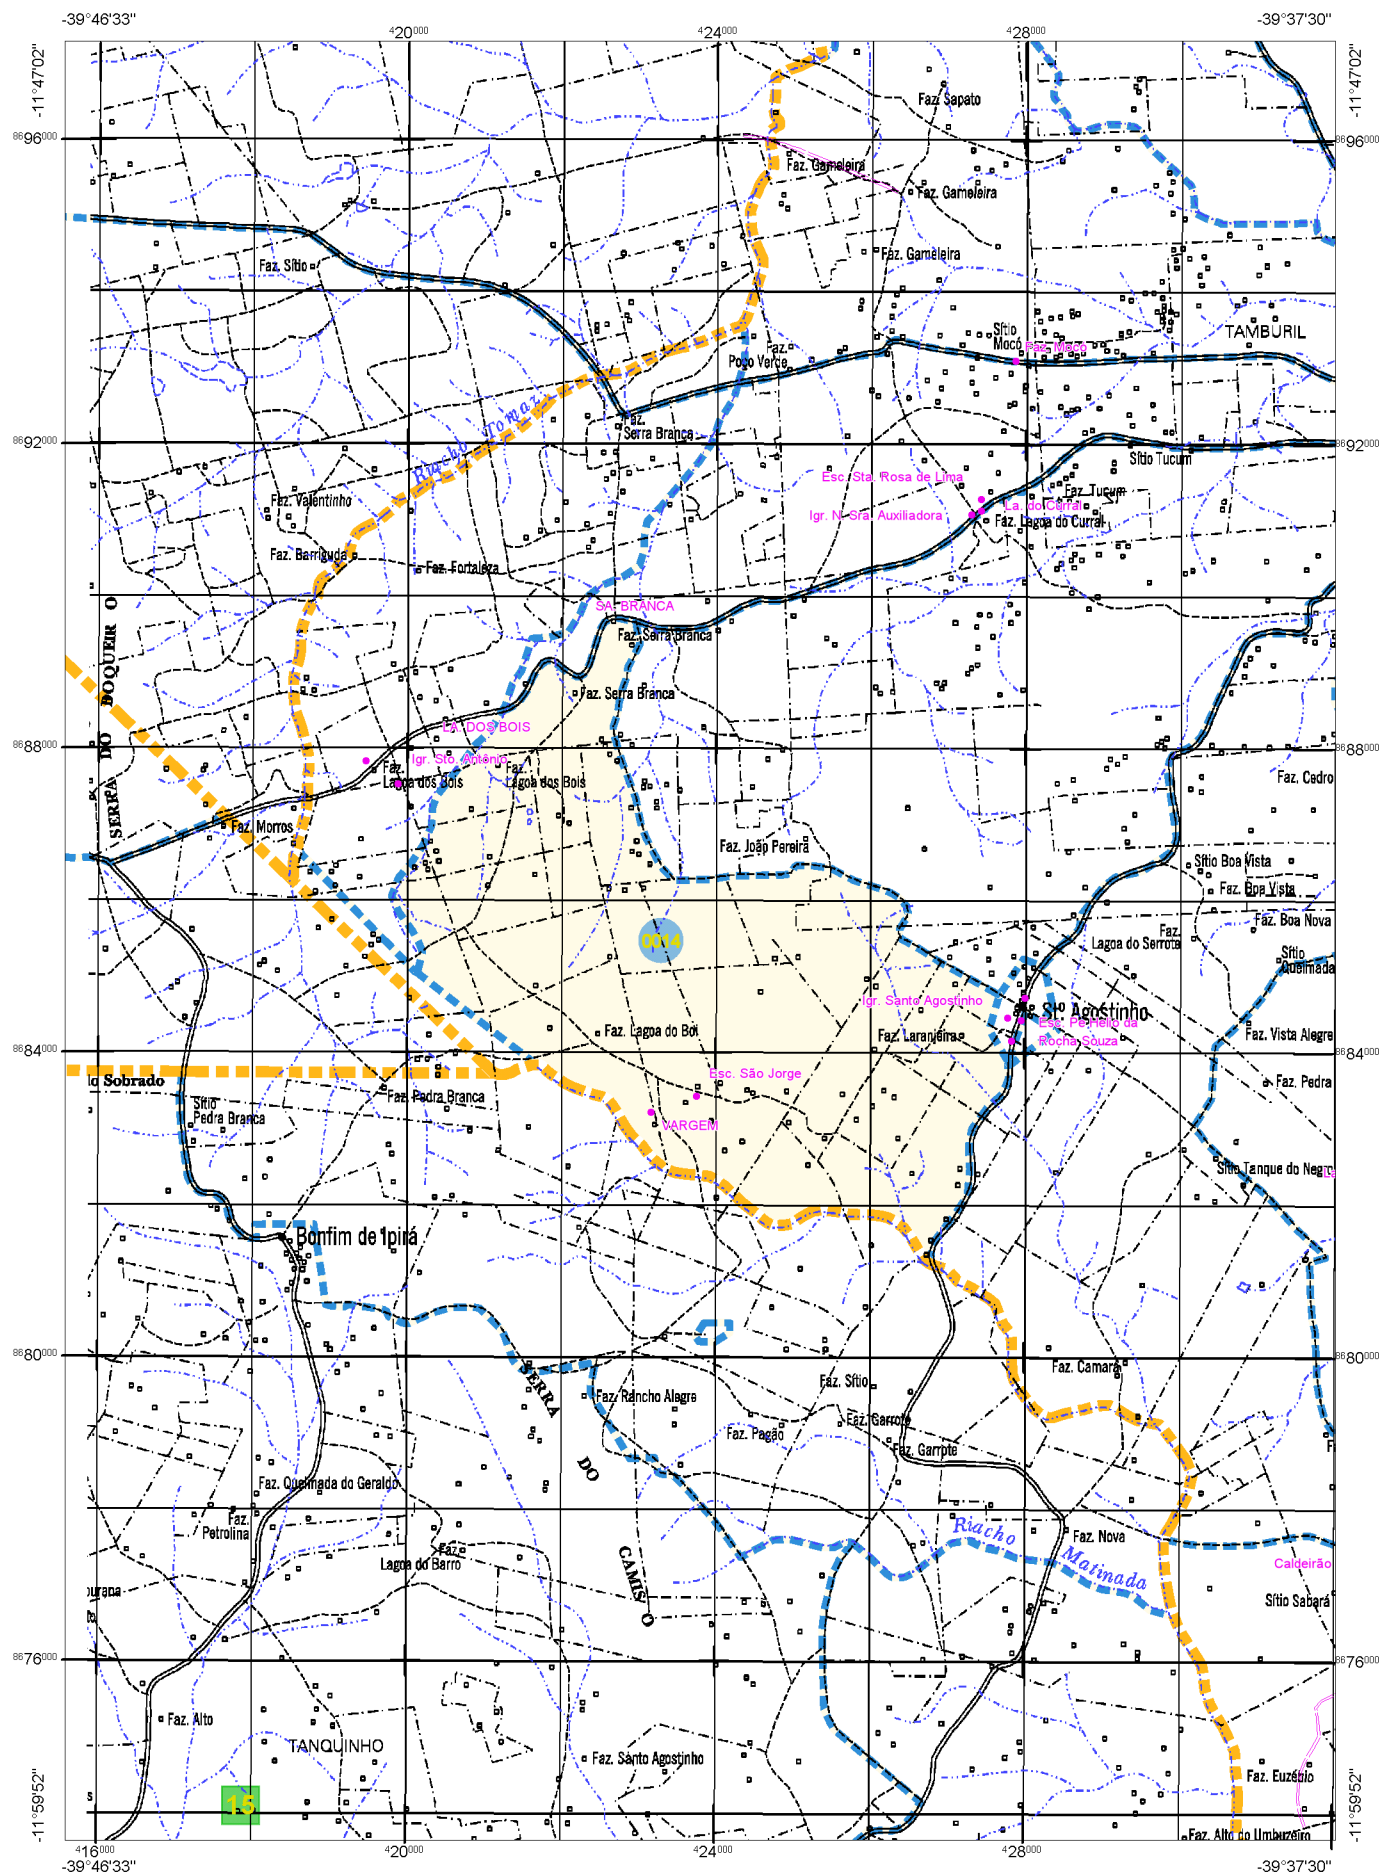 -39°46'33"
-39°37'30"
420000
424000
428000
-11°47'02"
-11°47'02"
Faz. Sapato
8696000
8696000
Faz. Gameleira
Faz. Gameleira
Faz. Gameleira
Faz. Sítio
Sítio
Mocó
Faz. Mocó
TAMBURIL
Faz.
Poço Verde
Riacho Tomaz
Faz.
Serra Branca
8692000
8692000
Sítio Tucum
Esc. Sta. Rosa de Lima
Faz. Tucum
Faz. Valentinho
La. do Curral
Igr. N. Sra. Auxiliadora
Faz. Lagoa do Curral
Faz. Barriguda
Faz. Fortaleza
SA. BRANCA
Faz. Serra Branca
SERRA DO BOQUEIRO
Faz. Serra Branca
LA. DOS BOIS
8688000
8688000
Igr. Sto. Antônio
Faz.
Lagoa dos Bois
Faz.
Lagoa dos Bois
Faz. Cedro
Faz. Morros
Faz. João Pereira
Sítio Boa Vista
Faz. Boa Vista
Faz. Boa Nova
Faz.
Lagoa do Serrote
0014
Sítio
Queimada
Igr. Santo Agostinho
Stº Agostinho
Esc. Pe Hélio da
Rocha Souza
Faz. Lagoa do Boi
Faz. Laranjeira
Faz. Vista Alegre
8684000
8684000
lo Sobrado
Esc. São Jorge
Faz. Pedra
Faz. Pedra Branca
Sítio
Pedra Branca
VARGEM
Sítio Tanque do Negro
Bonfim de Ipirá
8680000
8680000
Faz. Camará
SERRA DO CAMISO
Faz. Sítio
Faz. Rancho Alegre
Faz. Garrote
Faz. Pagão
Faz. Garrote
Faz. Queimada do Geraldo
Faz.
Petrolina
Riacho Matinada
Faz. Nova
Faz.
Lagoa do Barro
Caldeirão
ourana
Sítio Sabará
8676000
8676000
Faz. Alto
TANQUINHO
Faz. Santo Agostinho
Faz. Euzébio
15
Faz. Alto do Umbuzeiro
-11°59'52"
-11°59'52"
416000
420000
424000
428000
-39°46'33"
-39°37'30"